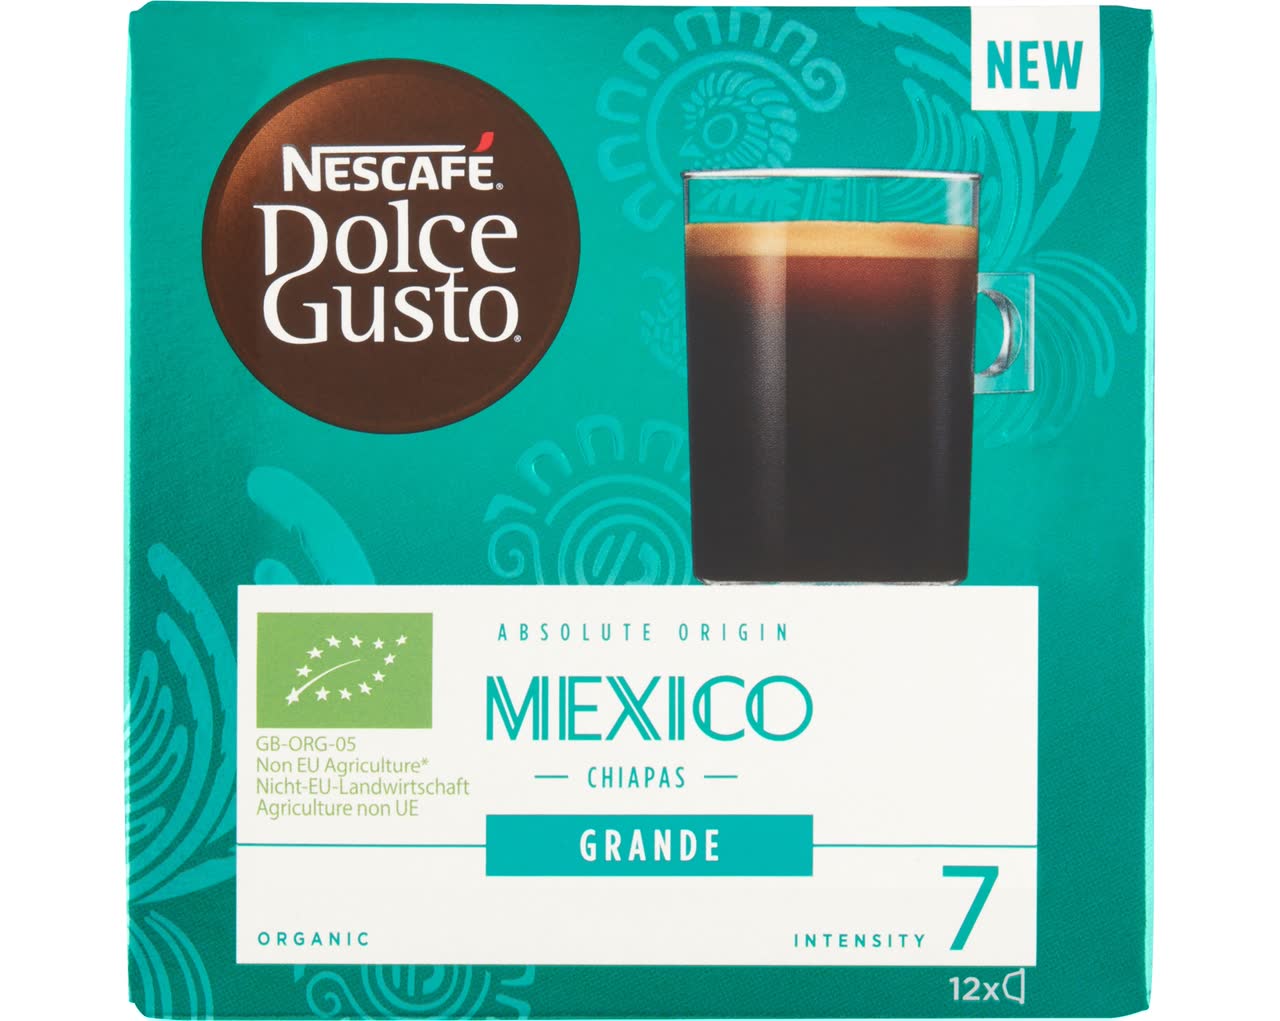 NEW
NESCAFÉ®
Dolce
Gusto®
ABSOLUTE ORIGIN
MEXICO
CHIAPAS
GRANDE
GB-ORG-05
Non EU Agriculture*
Nicht-EU-Landwirtschaft
Agriculture non UE
ORGANIC
INTENSITY 7
12x